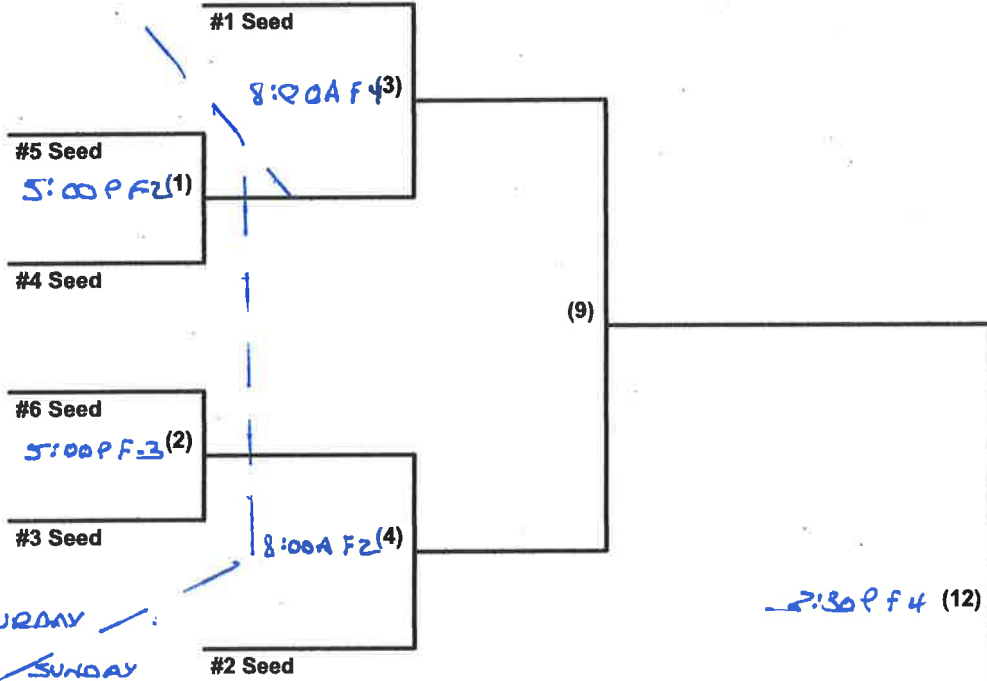 #1 Seed
8:00A F4 (3)
#5 Seed
5:00P F2 (1)
#4 Seed
(9)
#6 Seed
5:00P F-3 (2)
#3 Seed
8:00A F2 (4)
2:30P F4 (12)
#2 Seed
SUNDAY